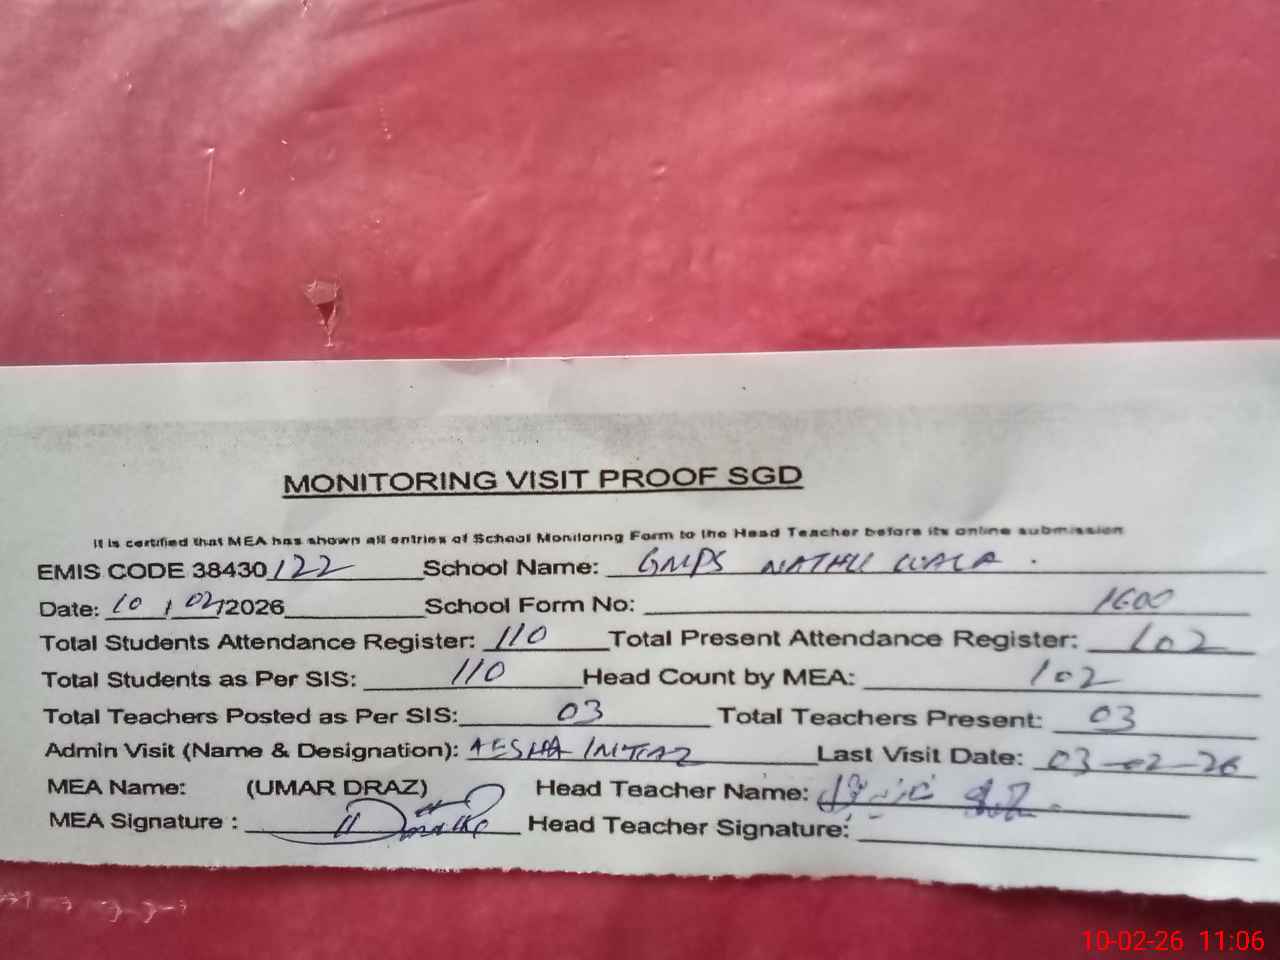 MONITORING VISIT PROOF SGD
It is certified that MEA has shown all entries of School Monitoring Form to the Head Teacher before its online submission
EMIS CODE 38430122 School Name: GMPS NATHU WALA.
Date: 10/02/2026 School Form No: 1600
Total Students Attendance Register: 110 Total Present Attendance Register: 102
Total Students as Per SIS: 110 Head Count by MEA: 102
Total Teachers Posted as Per SIS: 03 Total Teachers Present: 03
Admin Visit (Name & Designation): AESHA IMTIAZ Last Visit Date: 03-02-26
MEA Name: (UMAR DRAZ) Head Teacher Name:
MEA Signature : Head Teacher Signature:
10-02-26 11:06